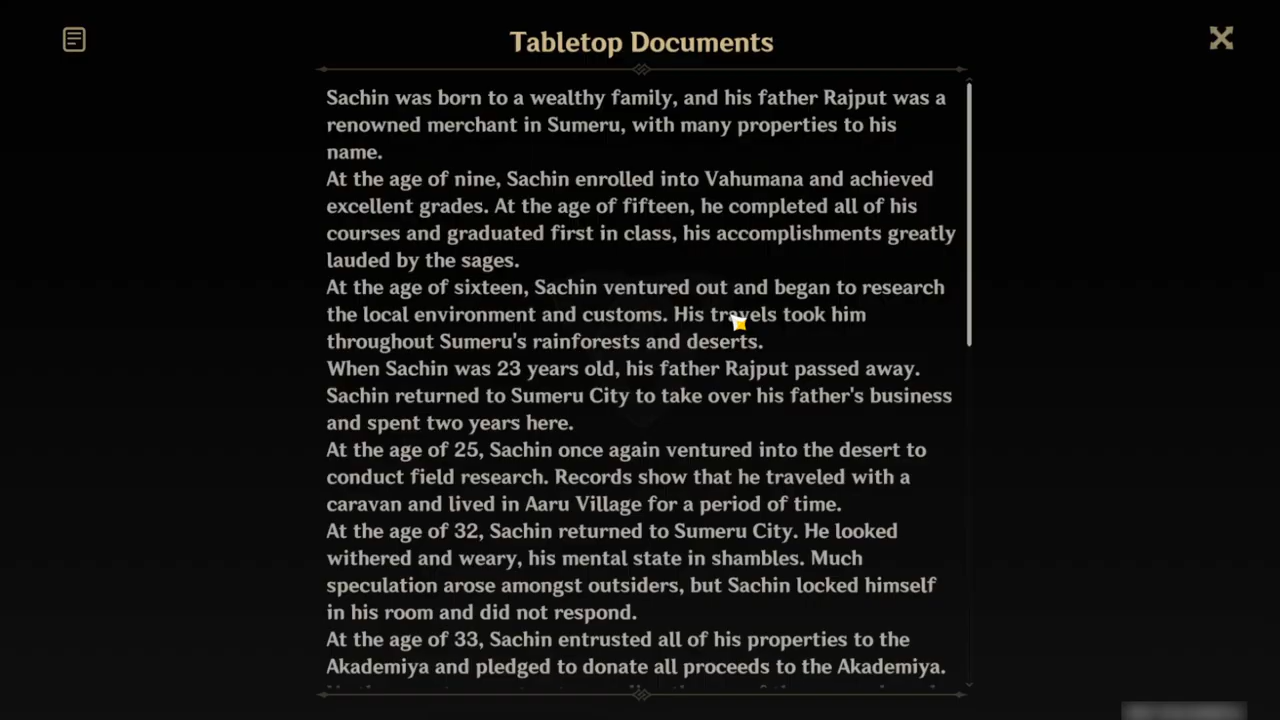 Tabletop Documents
Sachin was born to a wealthy family, and his father Rajput was a
renowned merchant in Sumeru, with many properties to his
name.
At the age of nine, Sachin enrolled into Vahumana and achieved
excellent grades. At the age of fifteen, he completed all of his
courses and graduated first in class, his accomplishments greatly
lauded by the sages.
At the age of sixteen, Sachin ventured out and began to research
the local environment and customs. His travels took him
throughout Sumeru's rainforests and deserts.
When Sachin was 23 years old, his father Rajput passed away.
Sachin returned to Sumeru City to take over his father's business
and spent two years here.
At the age of 25, Sachin once again ventured into the desert to
conduct field research. Records show that he traveled with a
caravan and lived in Aaru Village for a period of time.
At the age of 32, Sachin returned to Sumeru City. He looked
withered and weary, his mental state in shambles. Much
speculation arose amongst outsiders, but Sachin locked himself
in his room and did not respond.
At the age of 33, Sachin entrusted all of his properties to the
Akademiya and pledged to donate all proceeds to the Akademiya.